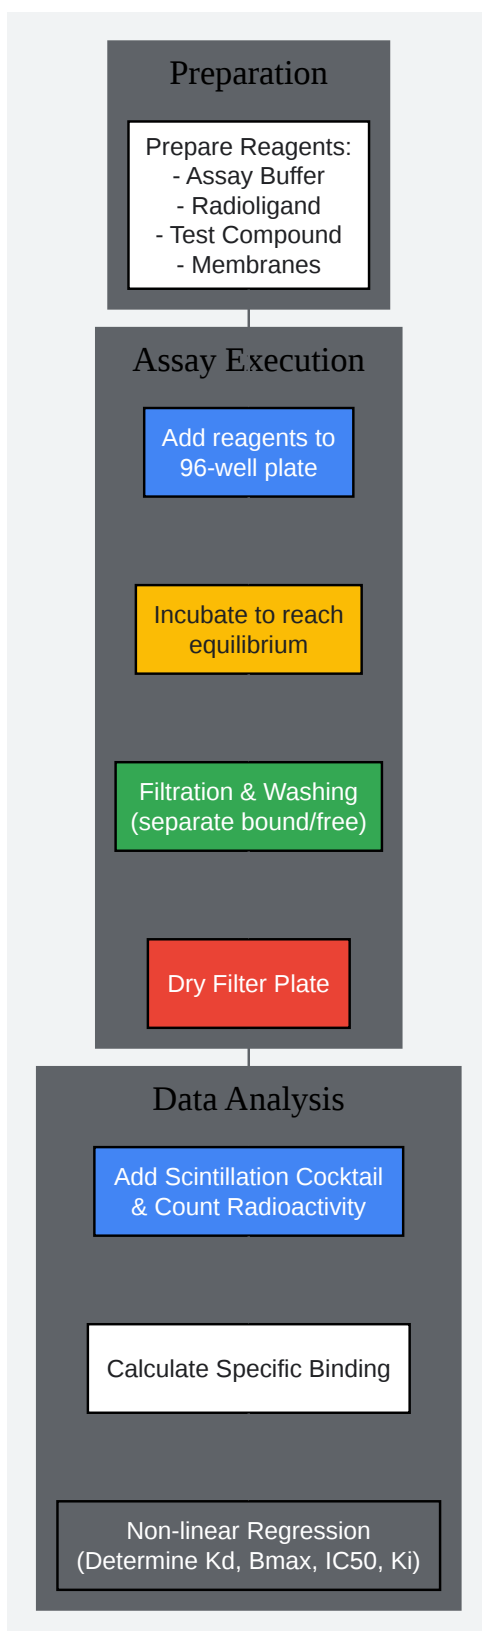 Preparation
Prepare Reagents:
- Assay Buffer
- Radioligand
- Test Compound
- Membranes
Assay Execution
Add reagents to
96-well plate
Incubate to reach
equilibrium
Filtration & Washing
(separate bound/free)
Dry Filter Plate
Data Analysis
Add Scintillation Cocktail
& Count Radioactivity
Calculate Specific Binding
Non-linear Regression
(Determine Kd, Bmax, IC50, Ki)